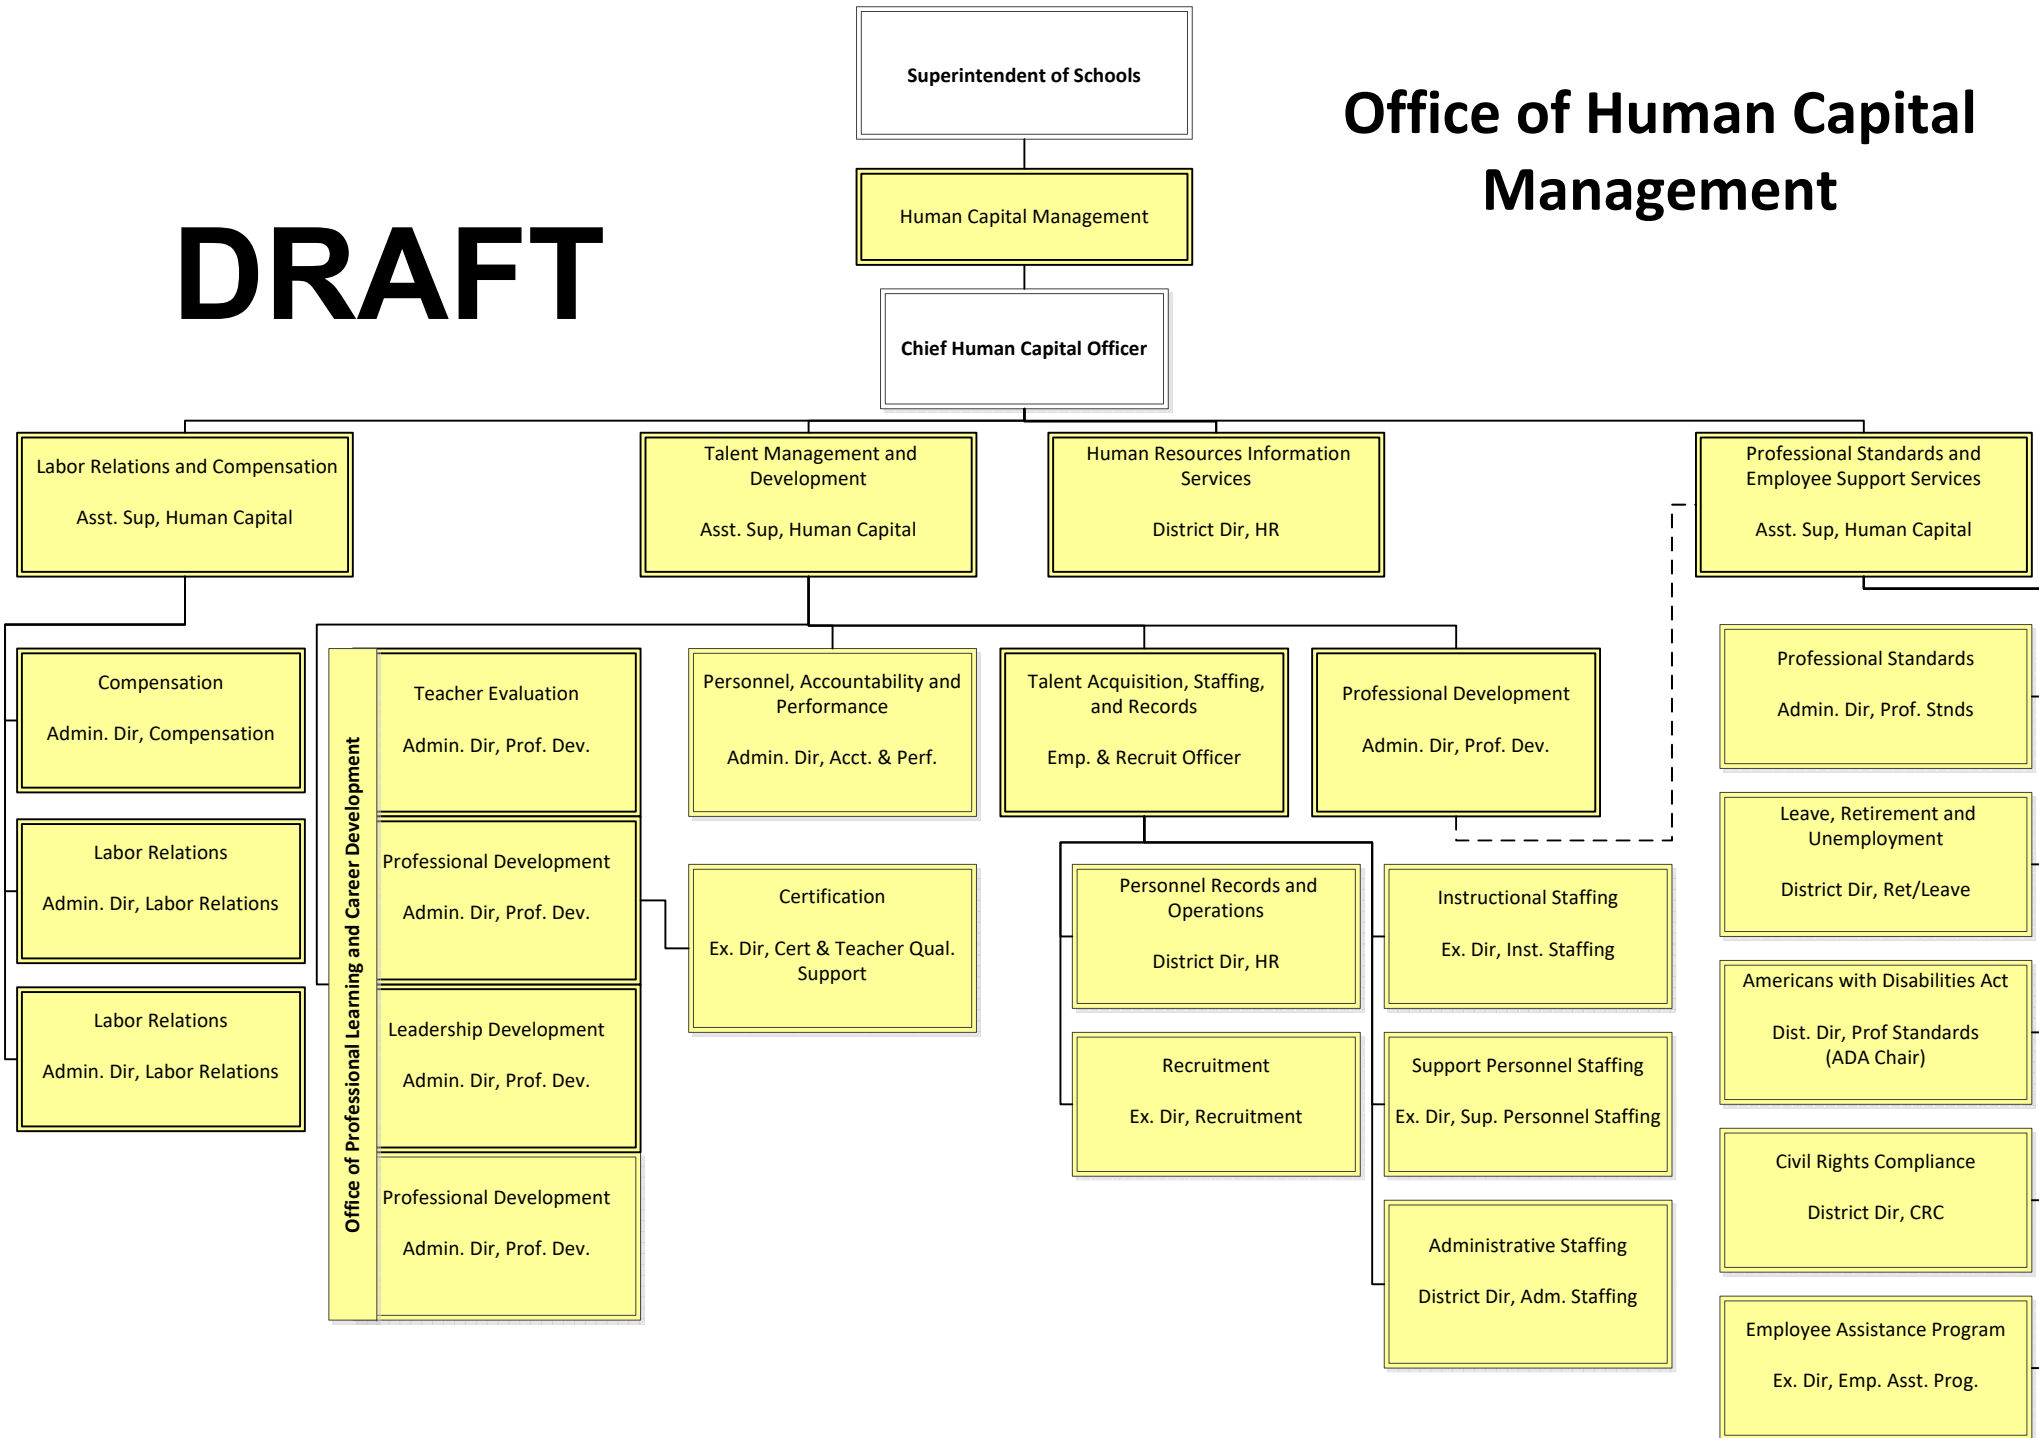 Superintendent of Schools
Office of Human Capital
Management
Human Capital Management
DRAFT
Chief Human Capital Officer
Labor Relations and Compensation
Asst. Sup, Human Capital
Talent Management and
Development
Asst. Sup, Human Capital
Human Resources Information
Services
District Dir, HR
Professional Standards and
Employee Support Services
Asst. Sup, Human Capital
Compensation
Admin. Dir, Compensation
Labor Relations
Admin. Dir, Labor Relations
Labor Relations
Admin. Dir, Labor Relations
Office of Professional Learning and Career Development
Teacher Evaluation
Admin. Dir, Prof. Dev.
Professional Development
Admin. Dir, Prof. Dev.
Leadership Development
Admin. Dir, Prof. Dev.
Professional Development
Admin. Dir, Prof. Dev.
Personnel, Accountability and
Performance
Admin. Dir, Acct. & Perf.
Certification
Ex. Dir, Cert & Teacher Qual.
Support
Talent Acquisition, Staffing,
and Records
Emp. & Recruit Officer
Professional Development
Admin. Dir, Prof. Dev.
Personnel Records and
Operations
District Dir, HR
Recruitment
Ex. Dir, Recruitment
Instructional Staffing
Ex. Dir, Inst. Staffing
Support Personnel Staffing
Ex. Dir, Sup. Personnel Staffing
Administrative Staffing
District Dir, Adm. Staffing
Professional Standards
Admin. Dir, Prof. Stnds
Leave, Retirement and
Unemployment
District Dir, Ret/Leave
Americans with Disabilities Act
Dist. Dir, Prof Standards
(ADA Chair)
Civil Rights Compliance
District Dir, CRC
Employee Assistance Program
Ex. Dir, Emp. Asst. Prog.